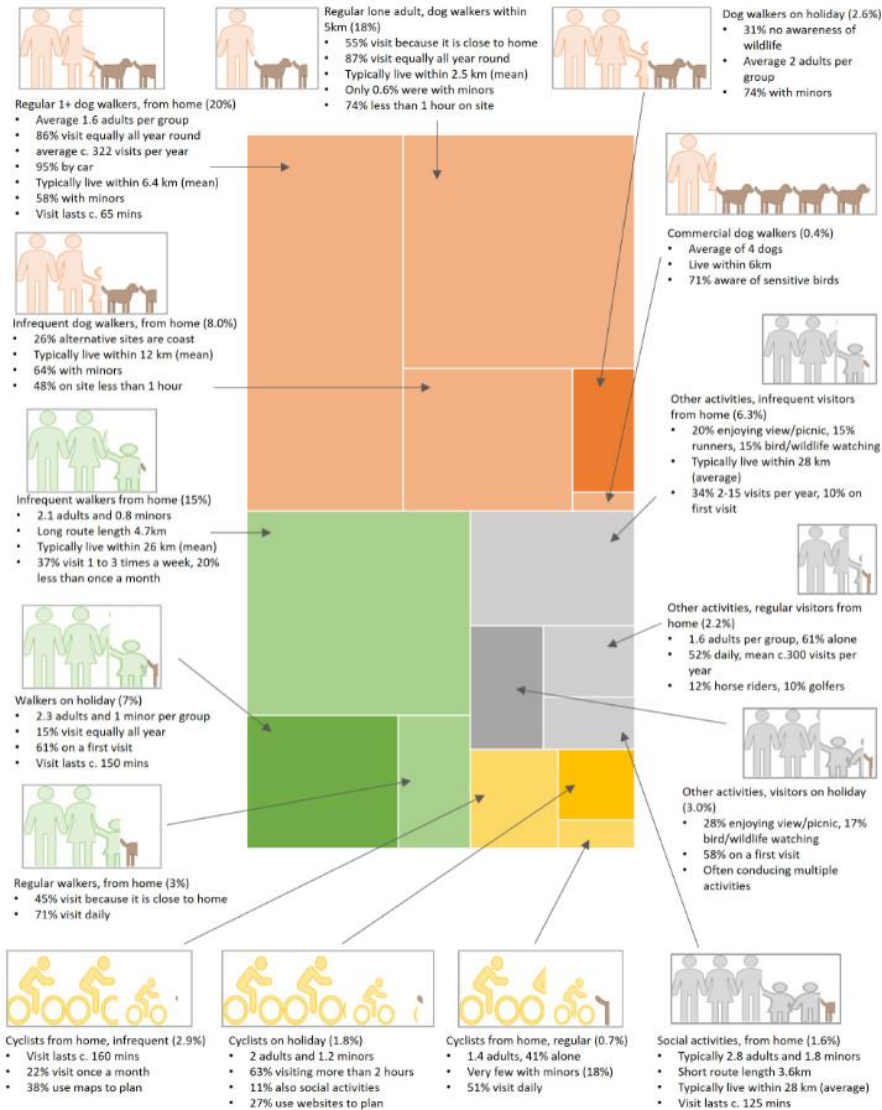 Regular 1+ dog walkers, from home (20%)
• Average 1.6 adults per group
• 86% visit equally all year round
• average c. 322 visits per year
• 95% by car
• Typically live within 6.4 km (mean)
• 58% with minors
• Visit lasts c. 65 mins
Regular lone adult, dog walkers within
5km (18%)
• 55% visit because it is close to home
• 87% visit equally all year round
• Typically live within 2.5 km (mean)
• Only 0.6% were with minors
• 74% less than 1 hour on site
Dog walkers on holiday (2.6%)
• 31% no awareness of
wildlife
• Average 2 adults per
group
• 74% with minors
Commercial dog walkers (0.4%)
• Average of 4 dogs
• Live within 6km
• 71% aware of sensitive birds
Infrequent dog walkers, from home (8.0%)
• 26% alternative sites are coast
• Typically live within 12 km (mean)
• 64% with minors
• 48% on site less than 1 hour
Other activities, infrequent visitors
from home (6.3%)
• 20% enjoying view/picnic, 15%
runners, 15% bird/wildlife watching
• Typically live within 28 km
(average)
• 34% 2-15 visits per year, 10% on
first visit
Infrequent walkers from home (15%)
• 2.1 adults and 0.8 minors
• Long route length 4.7km
• Typically live within 26 km (mean)
• 37% visit 1 to 3 times a week, 20%
less than once a month
Other activities, regular visitors from
home (2.2%)
• 1.6 adults per group, 61% alone
• 52% daily, mean c.300 visits per
year
• 12% horse riders, 10% golfers
Walkers on holiday (7%)
• 2.3 adults and 1 minor per group
• 15% visit equally all year
• 61% on a first visit
• Visit lasts c. 150 mins
Other activities, visitors on holiday
(3.0%)
• 28% enjoying view/picnic, 17%
bird/wildlife watching
• 58% on a first visit
• Often conducing multiple
activities
Regular walkers, from home (3%)
• 45% visit because it is close to home
• 71% visit daily
Cyclists from home, infrequent (2.9%)
• Visit lasts c. 160 mins
• 22% visit once a month
• 38% use maps to plan
Cyclists on holiday (1.8%)
• 2 adults and 1.2 minors
• 63% visiting more than 2 hours
• 11% also social activities
• 27% use websites to plan
Cyclists from home, regular (0.7%)
• 1.4 adults, 41% alone
• Very few with minors (18%)
• 51% visit daily
Social activities, from home (1.6%)
• Typically 2.8 adults and 1.8 minors
• Short route length 3.6km
• Typically live within 28 km (average)
• Visit lasts c. 125 mins